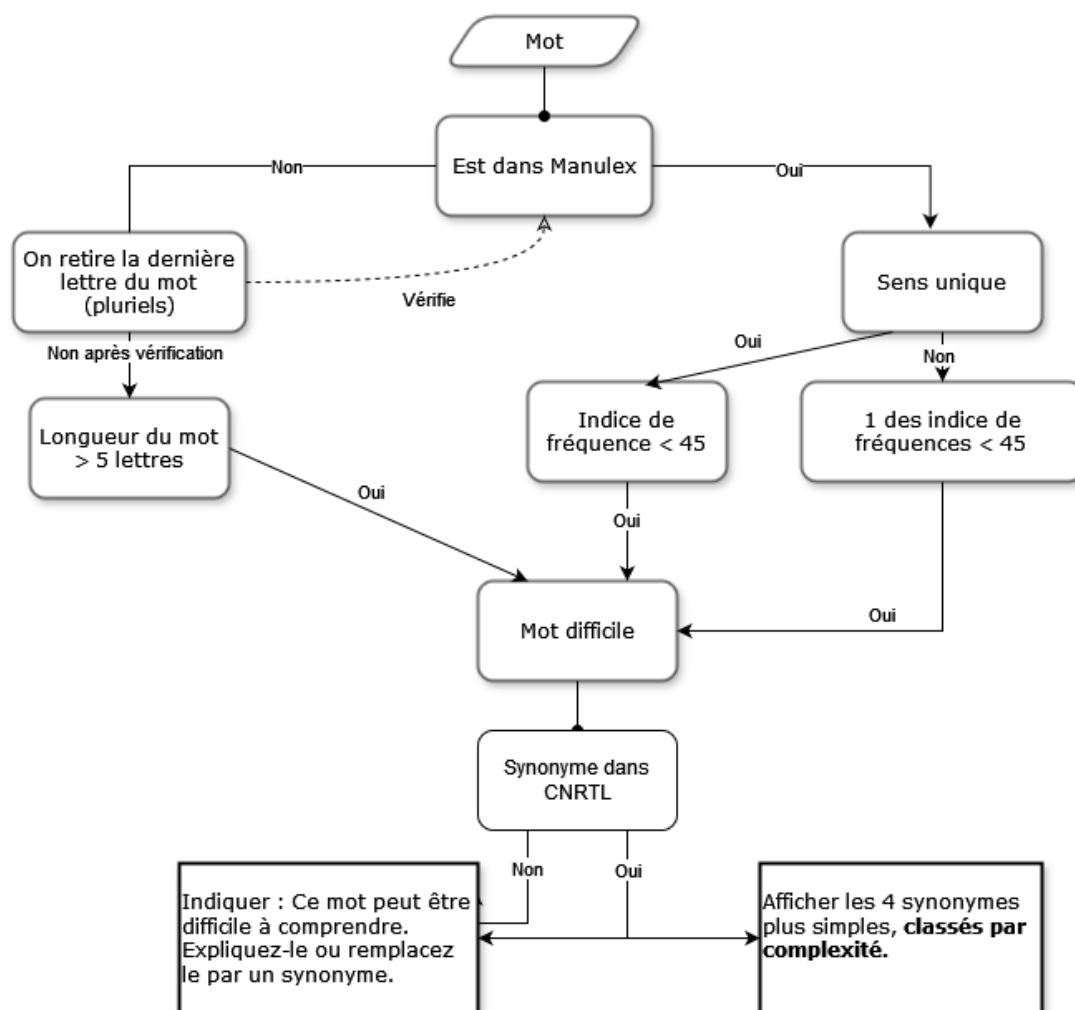 Mot
Est dans Manulex
Non
Oui
On retire la dernière
lettre du mot
(pluriels)
Vérifie
Sens unique
Non après vérification
Oui
Non
Longueur du mot
> 5 lettres
Indice de
fréquence < 45
1 des indice de
fréquences < 45
Oui
Oui
Oui
Mot difficile
Synonyme dans
CNRTL
Non
Oui
Indiquer : Ce mot peut être
difficile à comprendre.
Expliquez-le ou remplacez
le par un synonyme.
Afficher les 4 synonymes
plus simples, classés par
complexité.